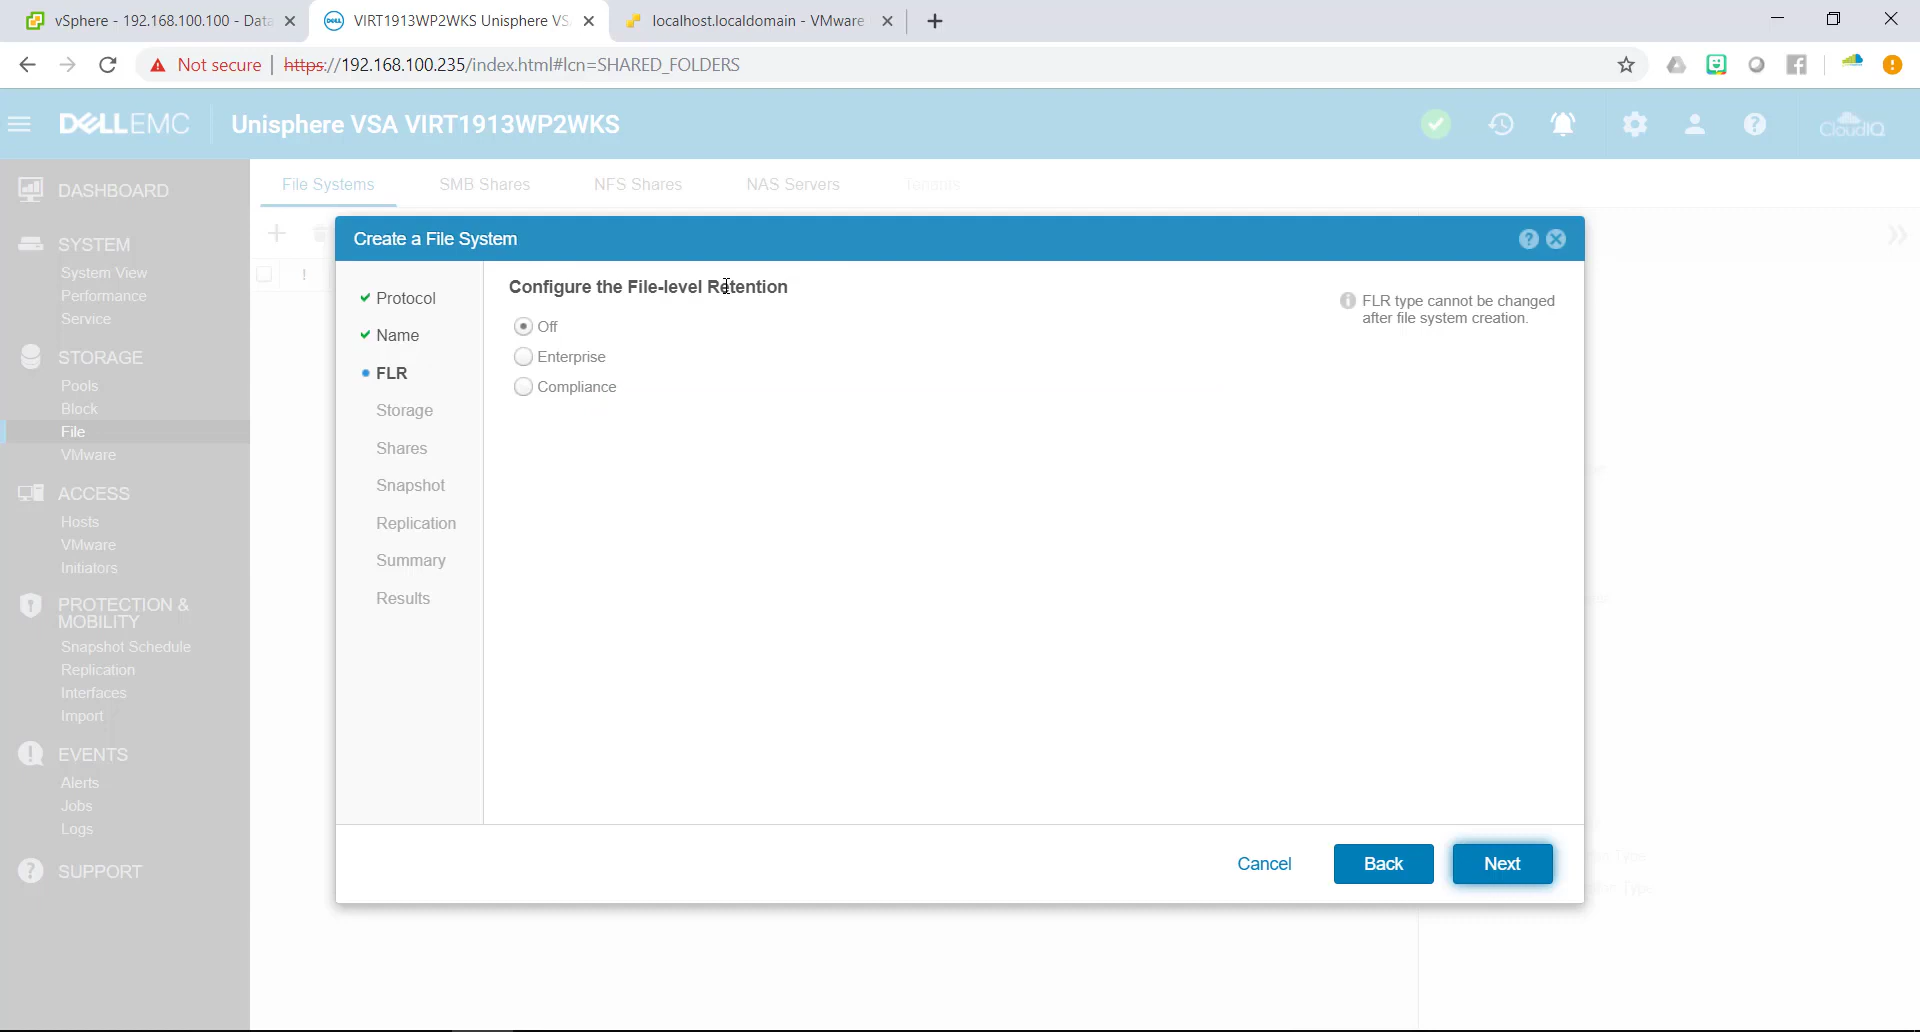 vSphere - 192.168.100.100 - Data
VIRT1913WP2WKS Unisphere VS
localhost.localdomain - VMware
Not secure
https://192.168.100.235/index.html#lcn=SHARED_FOLDERS
DELLEMC
Unisphere VSA VIRT1913WP2WKS
CloudIQ
DASHBOARD
SYSTEM
System View
Performance
Service
STORAGE
Pools
Block
File
VMware
ACCESS
Hosts
VMware
Initiators
PROTECTION &
MOBILITY
Snapshot Schedule
Replication
Interfaces
Import
EVENTS
Alerts
Jobs
Logs
SUPPORT
File Systems
SMB Shares
NFS Shares
NAS Servers
Tenants
!
Create a File System
Protocol
Name
FLR
Storage
Shares
Snapshot
Replication
Summary
Results
Configure the File-level Retention
Off
Enterprise
Compliance
FLR type cannot be changed
after file system creation.
Cancel
Back
Next
Type
Type